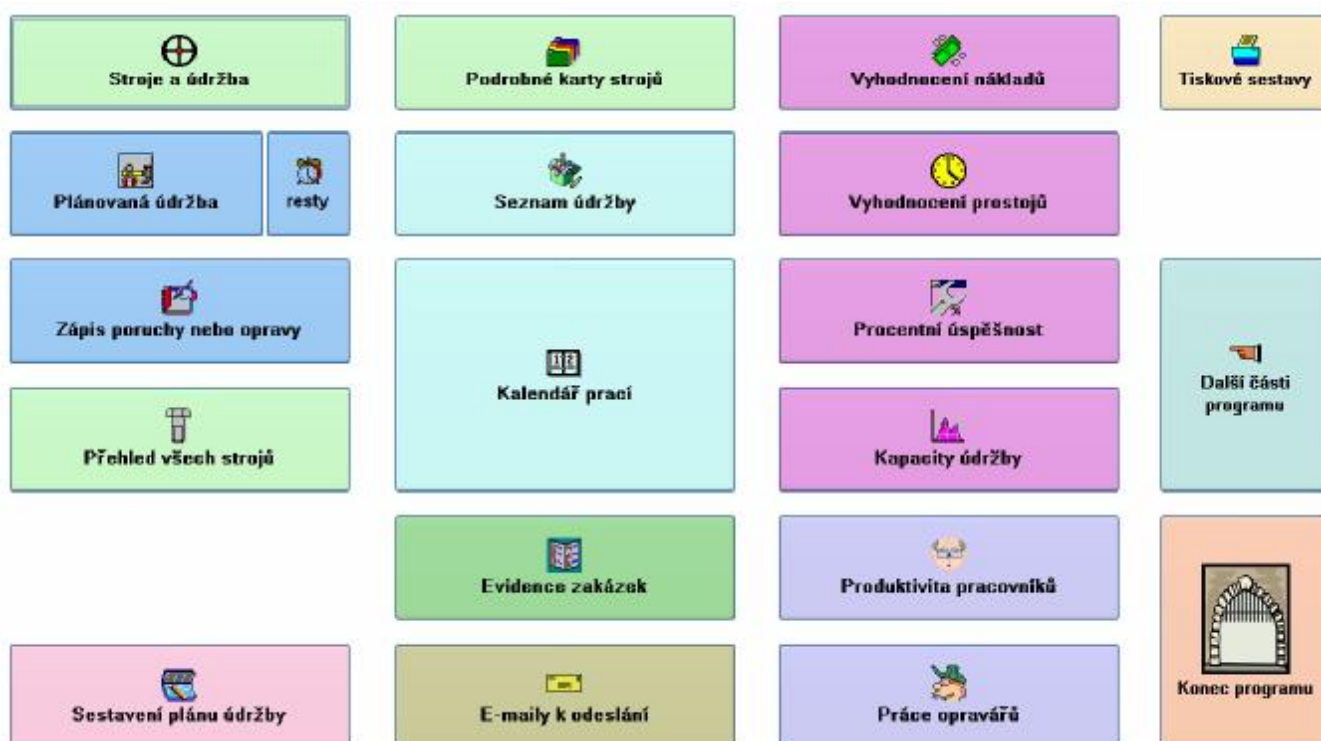 Stroje a údržba
Podrobné karty strojů
Vyhodnocení nákladů
Tiskové sestavy
Plánovaná údržba
resty
Seznam údržby
Vyhodnocení prostojů
Zápis poruchy nebo opravy
Kalendář prací
Procentní úspěšnost
Další části
programu
Přehled všech strojů
Kapacity údržby
Evidence zakázek
Produktivita pracovníků
Konec programu
Sestavení plánu údržby
E-maily k odeslání
Práce opravářů